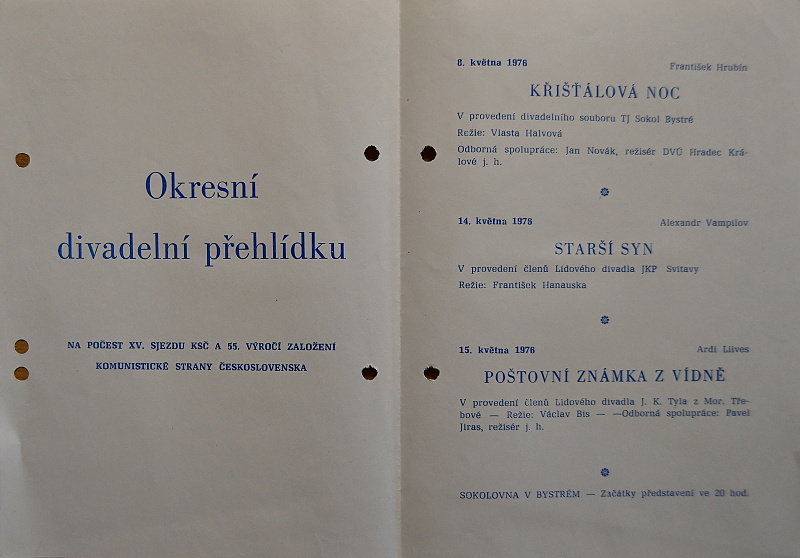 Okresní
divadelní přehlídku
NA POČEST XV. SJEZDU KSČ A 55. VÝROČÍ ZALOŽENÍ
KOMUNISTICKÉ STRANY ČESKOSLOVENSKA
8. května 1976
František Hrubín
KŘIŠŤÁLOVÁ NOC
V provedení divadelního souboru TJ Sokol Bystré
Režie: Vlasta Halvová
Odborná spolupráce: Jan Novák, režisér DVÚ Hradec Krá-
lové j. h.
14. května 1976
Alexandr Vampilov
STARŠÍ SYN
V provedení členů Lidového divadla JKP Svitavy
Režie: František Hanauska
15. května 1976
Ardi Liives
POŠTOVNÍ ZNÁMKA Z VÍDNĚ
V provedení členů Lidového divadla J. K. Tyla z Mor. Tře-
bové — Režie: Václav Bis — —Odborná spolupráce: Pavel
Jiras, režisér j. h.
SOKOLOVNA V BYSTRÉM — Začátky představení ve 20 hod.